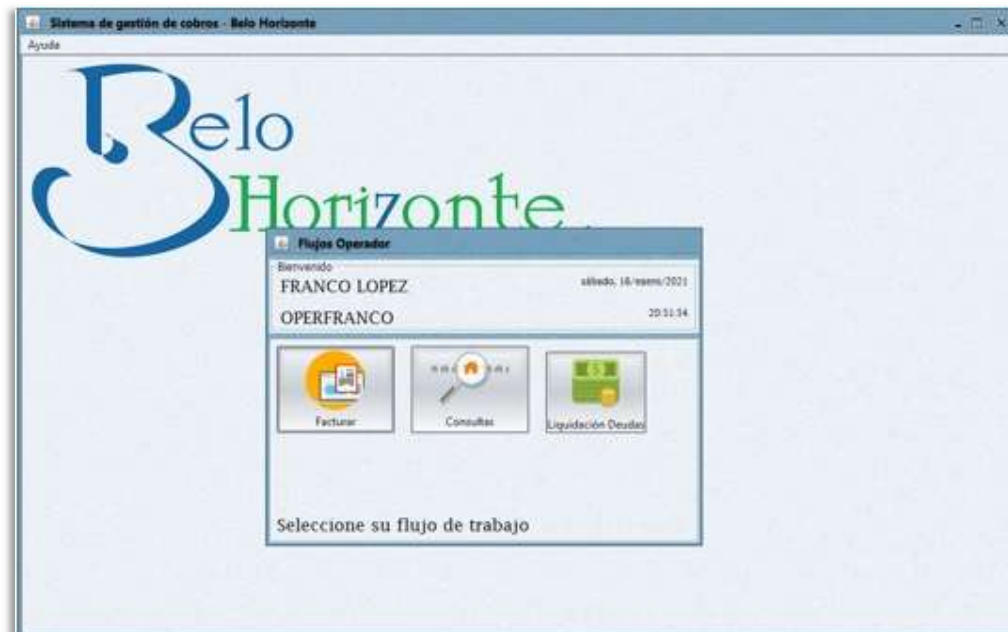 Sistema de gestión de cobros - Belo Horizonte
Ayuda
Belo
Horizonte
Flujos Operador
Bienvenido
FRANCO LOPEZ
sábado, 16/enero/2021
OPERFRANCO
20:51:54
Facturar
Consultas
Liquidación Deudas
Seleccione su flujo de trabajo